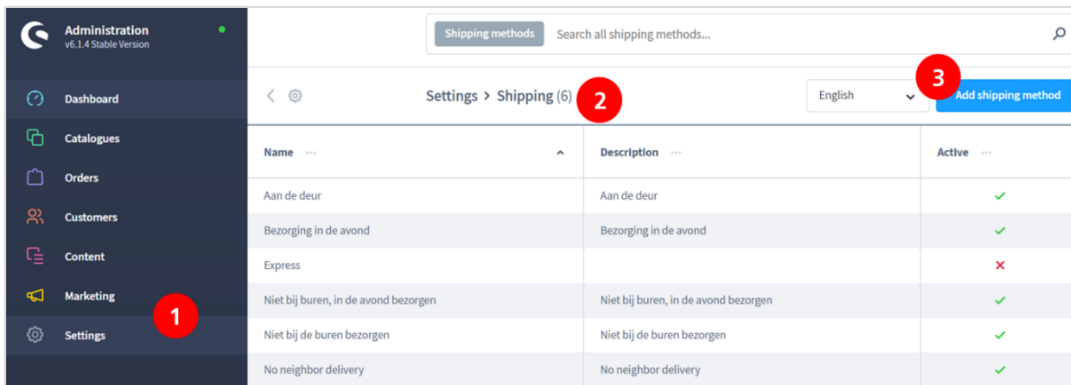 Administration
v6.1.4 Stable Version
Shipping methods Search all shipping methods...
Dashboard
Catalogues
Orders
Customers
Content
Marketing
Settings
1
Settings > Shipping (6)
2
English
3
Add shipping method
Name ... Description ... Active ...
Aan de deur Aan de deur
Bezorging in de avond Bezorging in de avond
Express
Niet bij buren, in de avond bezorgen Niet bij buren, in de avond bezorgen
Niet bij de buren bezorgen Niet bij de buren bezorgen
No neighbor delivery No neighbor delivery